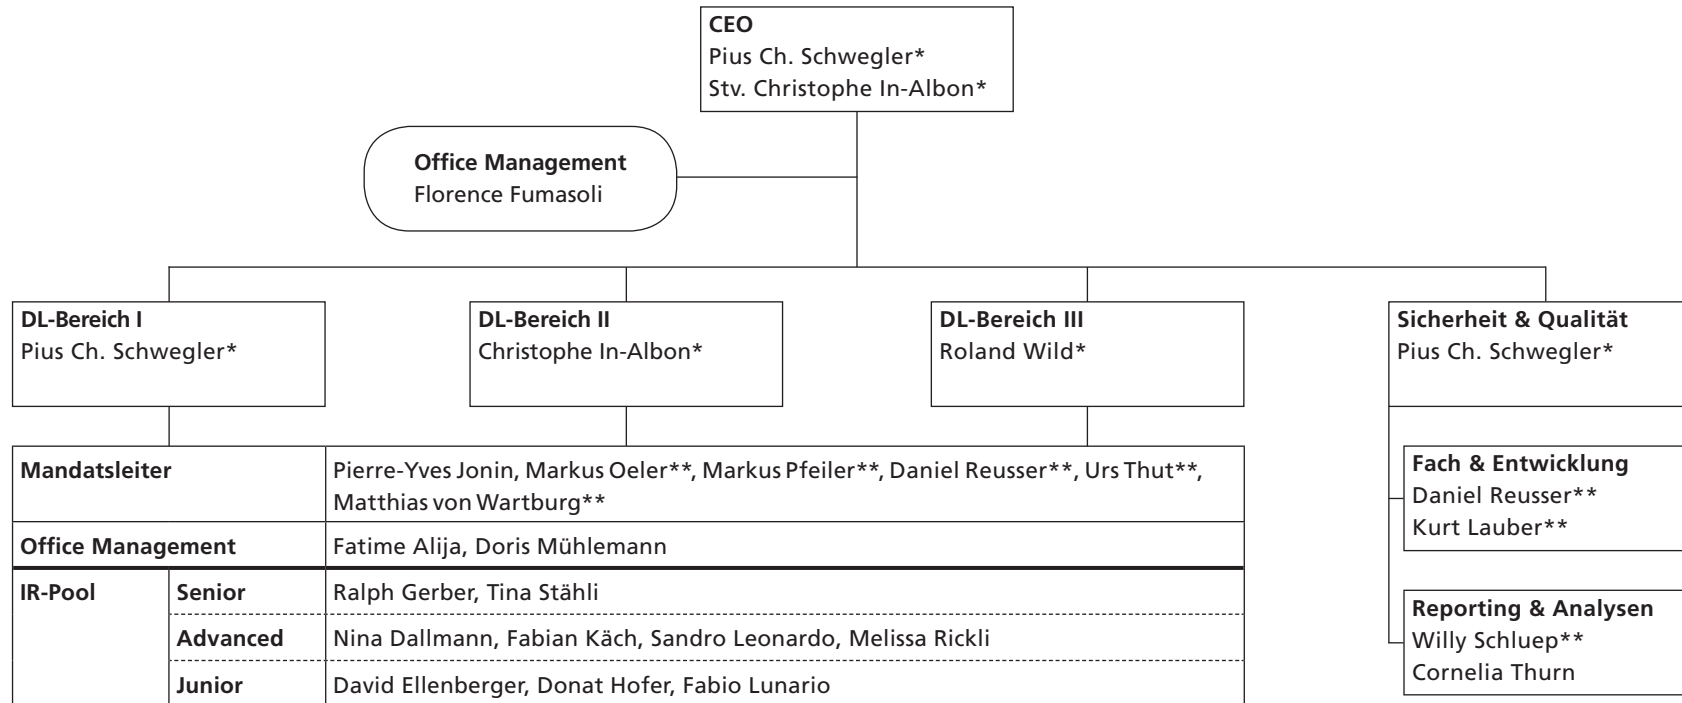 CEO
Pius Ch. Schwegler*
Stv. Christophe In-Albon*
Office Management
Florence Fumasoli
DL-Bereich I
Pius Ch. Schwegler*
DL-Bereich II
Christophe In-Albon*
DL-Bereich III
Roland Wild*
Sicherheit & Qualität
Pius Ch. Schwegler*
Mandatsleiter
Pierre-Yves Jonin, Markus Oeler**, Markus Pfeiler**, Daniel Reusser**, Urs Thut**,
Matthias von Wartburg**
Office Management
Fatime Alija, Doris Mühlemann
IR-Pool
Senior
Ralph Gerber, Tina Stähli
Advanced
Nina Dallmann, Fabian Käch, Sandro Leonardo, Melissa Rickli
Junior
David Ellenberger, Donat Hofer, Fabio Lunario
Fach & Entwicklung
Daniel Reusser**
Kurt Lauber**
Reporting & Analysen
Willy Schluep**
Cornelia Thurn